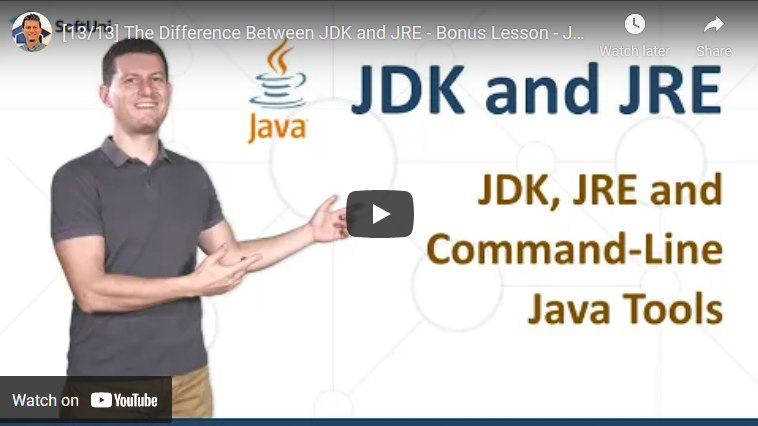 SoftUni
[13/13] The Difference Between JDK and JRE - Bonus Lesson - J...
Watch later
Share
Java
JDK and JRE
JDK, JRE and
Command-Line
Java Tools
Watch on YouTube